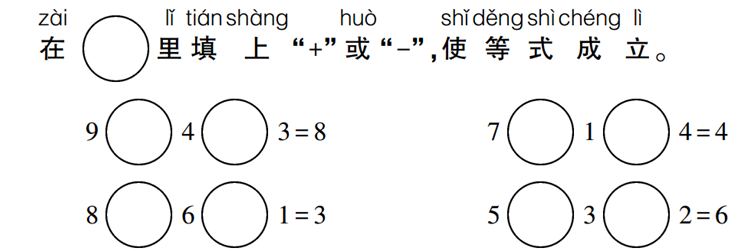 zài lǐ tián shàng huò shǐ děng shì chéng lì
在 ◯ 里填上“+”或“−”,使等式成立。
9 ◯ 4 ◯ 3=8 7 ◯ 1 ◯ 4=4
8 ◯ 6 ◯ 1=3 5 ◯ 3 ◯ 2=6